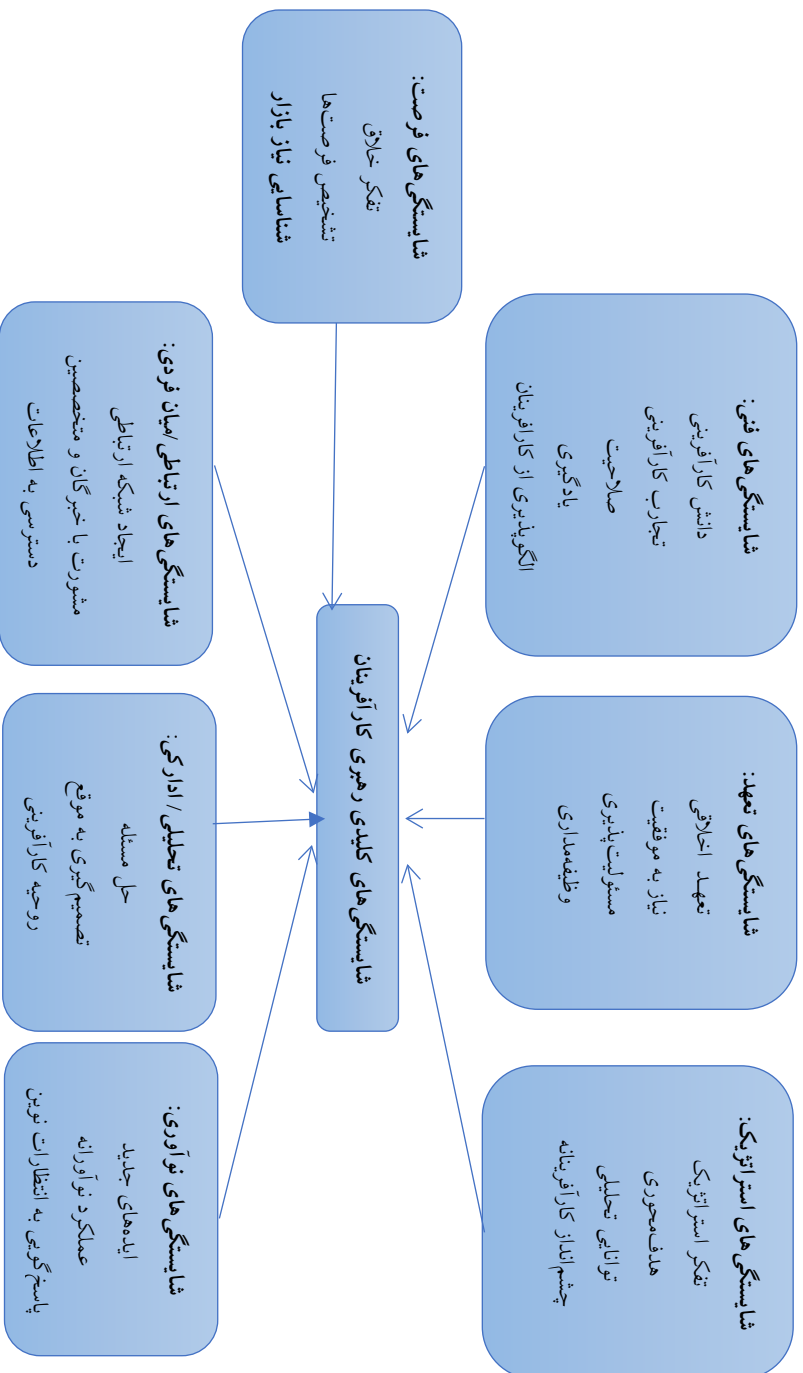 شایستگی‌های استراتژیک:
تفکر استراتژیک
هدف‌محوری
توانایی تحلیلی
چشم‌انداز کارآفرینانه
شایستگی‌های تعهد:
تعهد اخلاقی
نیاز به موفقیت
مسئولیت‌پذیری
وظیفه‌مداری
شایستگی‌های فنی:
دانش کارآفرینی
تجارب کارآفرینی
صلاحیت
یادگیری
الگوپذیری از کارافرینان
شایستگی‌های فرصت:
تفکر خلاق
تشخیص فرصت‌ها
شناسایی نیاز بازار
شایستگی‌های کلیدی رهبری کارآفرینان
شایستگی‌های نوآوری:
ایده‌های جدید
عملکرد نوآورانه
پاسخ‌گویی به انتظارات نوین
شایستگی‌های تحلیلی / ادارکی:
حل مسئله
تصمیم‌گیری به موقع
روحیه کارآفرینی
شایستگی‌های ارتباطی /میان فردی:
ایجاد شبکه ارتباطی
مشورت با خبرگان و متخصصین
دسترسی به اطلاعات